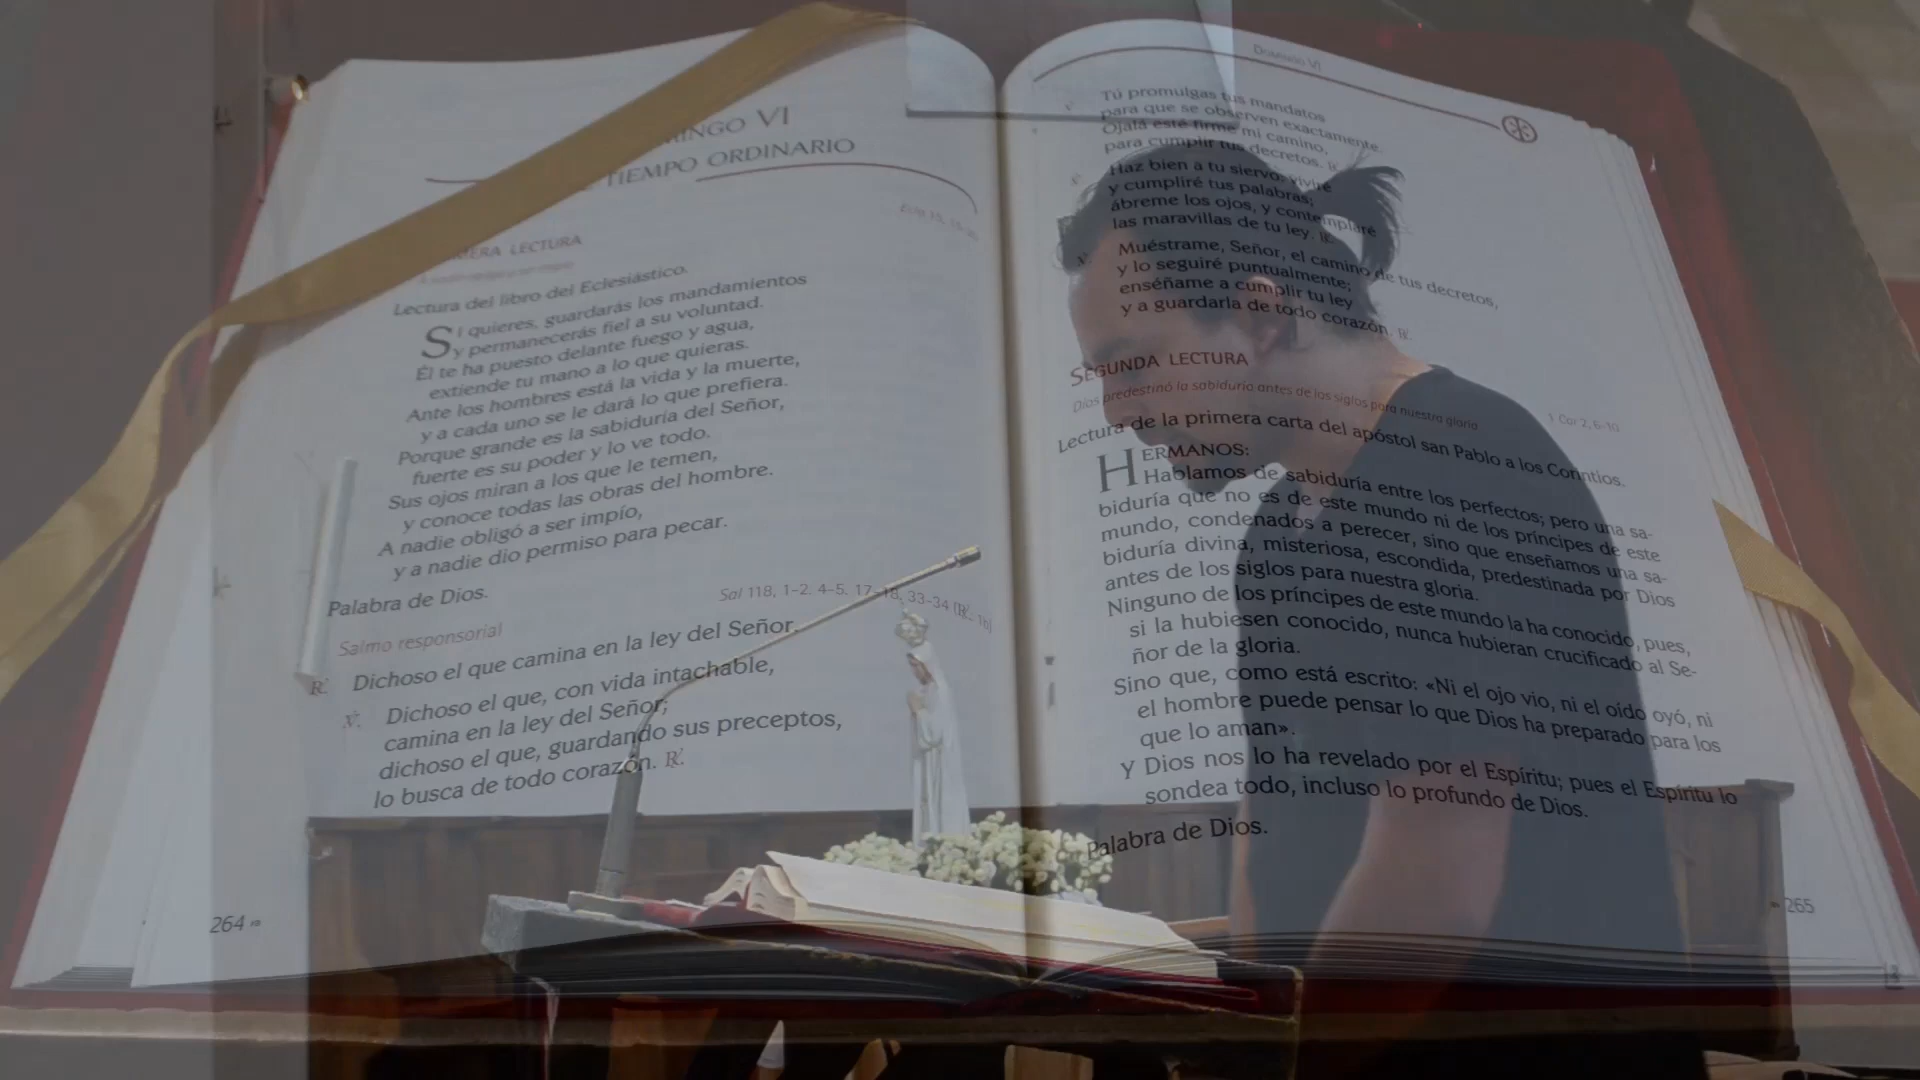 MINGO VI
TIEMPO ORDINARIO
ERA LECTURA
Lectura del libro del Eclesiástico.
Si quieres, guardarás los mandamientos
y permanecerás fiel a su voluntad.
Él te ha puesto delante fuego y agua,
extiende tu mano a lo que quieras.
Ante los hombres está la vida y la muerte,
y a cada uno se le dará lo que prefiera.
Porque grande es la sabiduría del Señor,
fuerte es su poder y lo ve todo.
Sus ojos miran a los que le temen,
y conoce todas las obras del hombre.
A nadie obligó a ser impío,
y a nadie dio permiso para pecar.
Palabra de Dios.
Salmo responsorial
Sal 118, 1-2. 4-5. 17-18. 33-34 (R/.: 1b)
R/. Dichoso el que camina en la ley del Señor.
V/. Dichoso el que, con vida intachable,
camina en la ley del Señor;
dichoso el que, guardando sus preceptos,
lo busca de todo corazón. R/.
264
Domingo VI
V/. Tú promulgas tus mandatos
para que se observen exactamente.
Ojalá esté firme mi camino,
para cumplir tus decretos. R/.
V/. Haz bien a tu siervo: viviré
y cumpliré tus palabras;
ábreme los ojos, y contemplaré
las maravillas de tu ley. R/.
V/. Muéstrame, Señor, el camino de tus decretos,
y lo seguiré puntualmente;
enséñame a cumplir tu ley
y a guardarla de todo corazón. R/.
SEGUNDA LECTURA
Dios predestinó la sabiduría antes de los siglos para nuestra gloria
1 Cor 2, 6-10
Lectura de la primera carta del apóstol san Pablo a los Corintios.
HERMANOS:
Hablamos de sabiduría entre los perfectos; pero una sa-
biduría que no es de este mundo ni de los príncipes de este
mundo, condenados a perecer, sino que enseñamos una sa-
biduría divina, misteriosa, escondida, predestinada por Dios
antes de los siglos para nuestra gloria.
Ninguno de los príncipes de este mundo la ha conocido, pues,
si la hubiesen conocido, nunca hubieran crucificado al Se-
ñor de la gloria.
Sino que, como está escrito: «Ni el ojo vio, ni el oído oyó, ni
el hombre puede pensar lo que Dios ha preparado para los
que lo aman».
Y Dios nos lo ha revelado por el Espíritu; pues el Espíritu lo
sondea todo, incluso lo profundo de Dios.
Palabra de Dios.
265